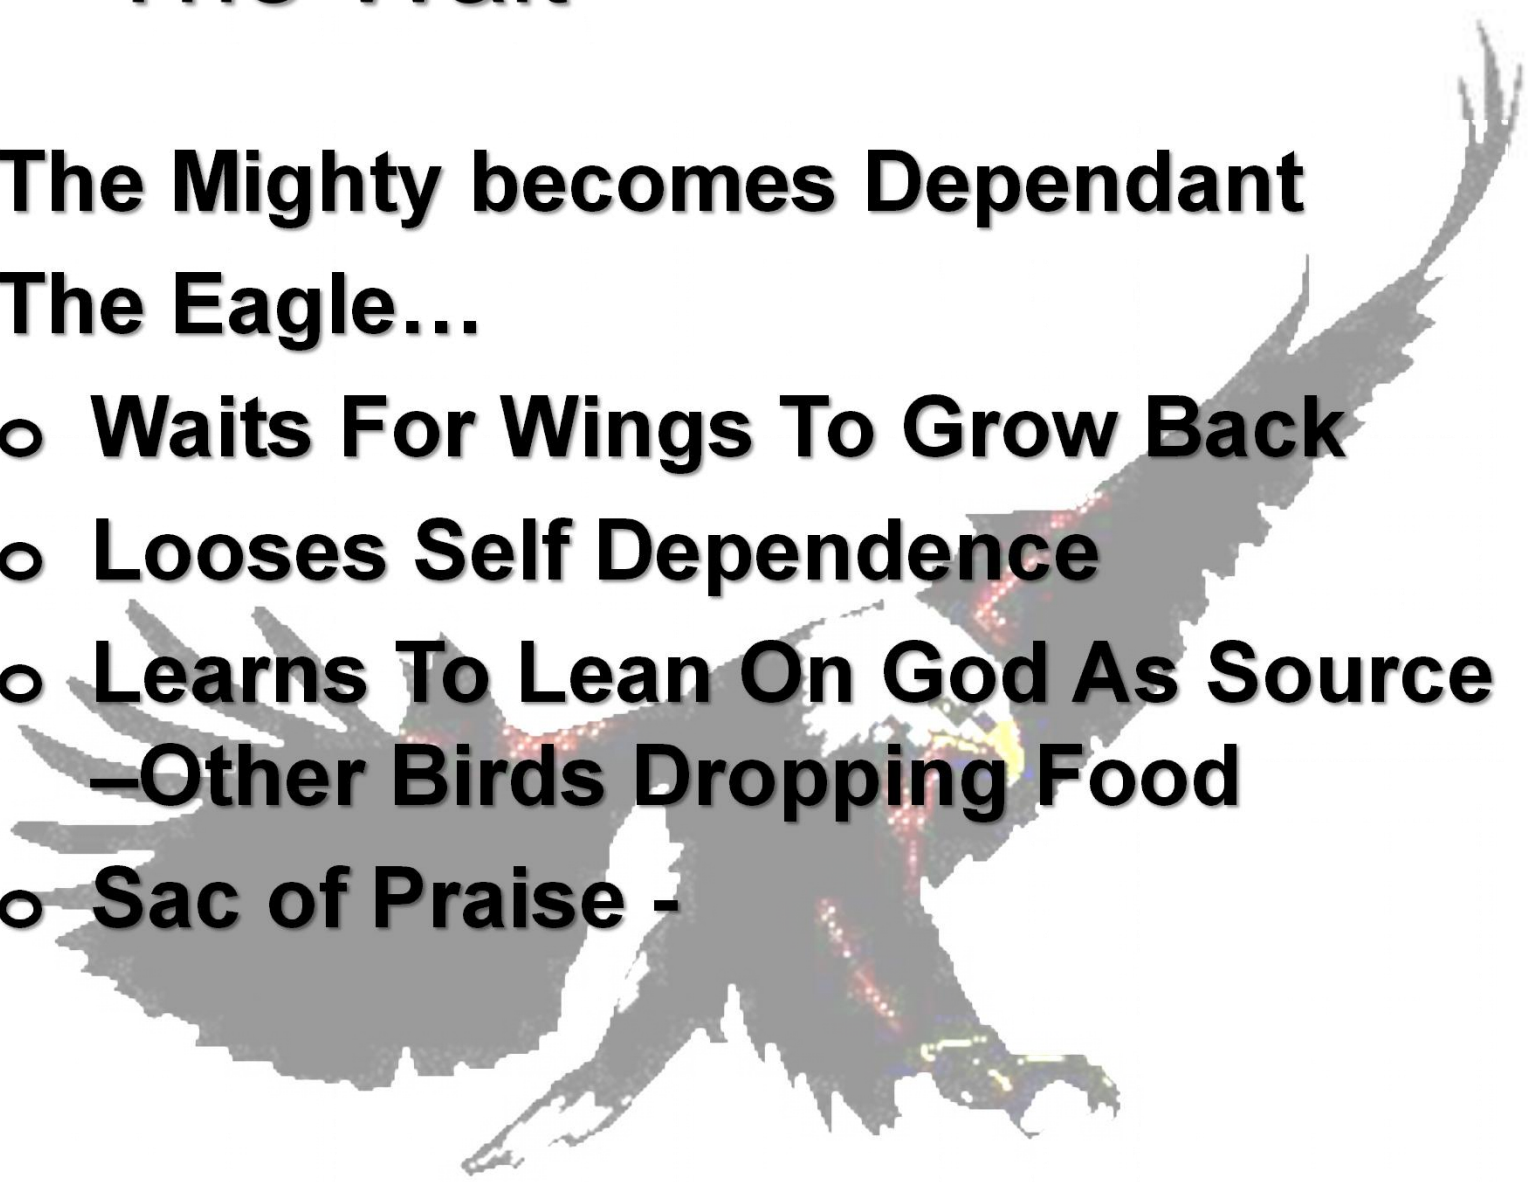 The Mighty becomes Dependant
The Eagle…
o Waits For Wings To Grow Back
o Looses Self Dependence
o Learns To Lean On God As Source
–Other Birds Dropping Food
o Sac of Praise -